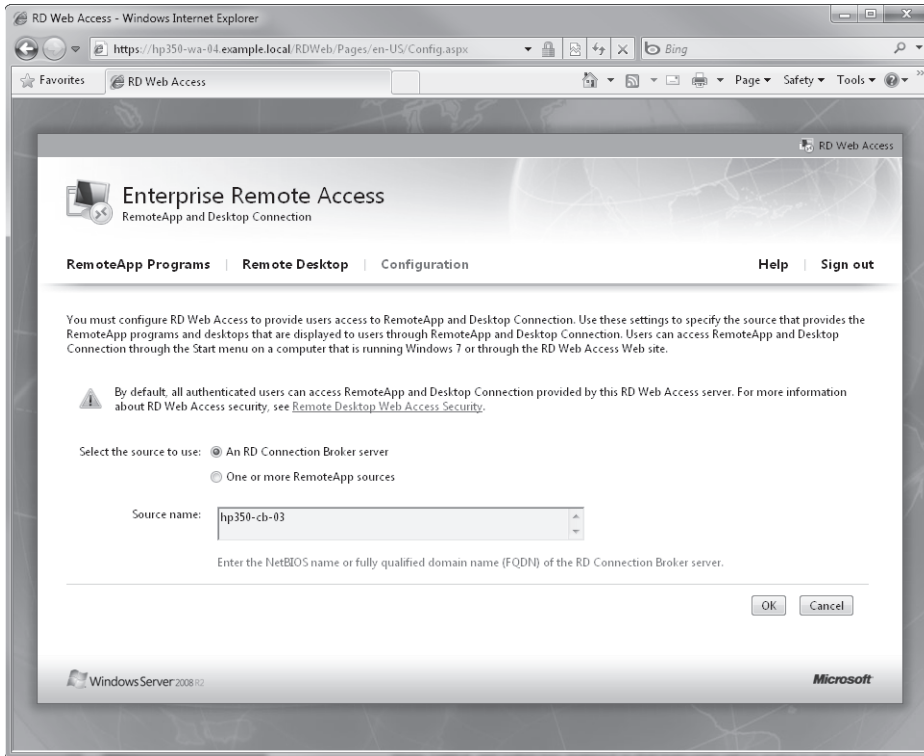 RD Web Access - Windows Internet Explorer
https://hp350-wa-04.example.local/RDWeb/Pages/en-US/Config.aspx
Bing
Favorites
RD Web Access
Page
Safety
Tools
RD Web Access
Enterprise Remote Access
RemoteApp and Desktop Connection
RemoteApp Programs | Remote Desktop | Configuration
Help | Sign out
You must configure RD Web Access to provide users access to RemoteApp and Desktop Connection. Use these settings to specify the source that provides the
RemoteApp programs and desktops that are displayed to users through RemoteApp and Desktop Connection. Users can access RemoteApp and Desktop
Connection through the Start menu on a computer that is running Windows 7 or through the RD Web Access Web site.
By default, all authenticated users can access RemoteApp and Desktop Connection provided by this RD Web Access server. For more information
about RD Web Access security, see Remote Desktop Web Access Security.
Select the source to use:
An RD Connection Broker server
One or more RemoteApp sources
Source name:
hp350-cb-03
Enter the NetBIOS name or fully qualified domain name (FQDN) of the RD Connection Broker server.
OK
Cancel
Windows Server 2008 R2
Microsoft